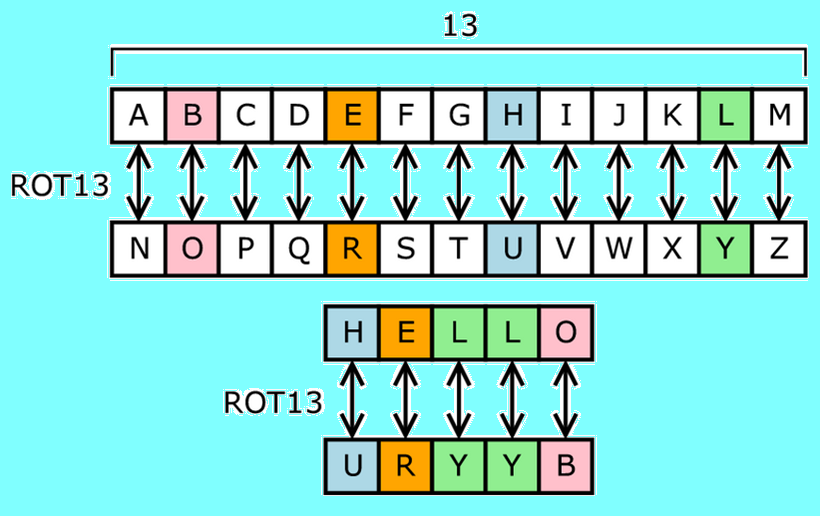 13
A B C D E F G H I J K L M
ROT13
N O P Q R S T U V W X Y Z
H E L L O
ROT13
U R Y Y B